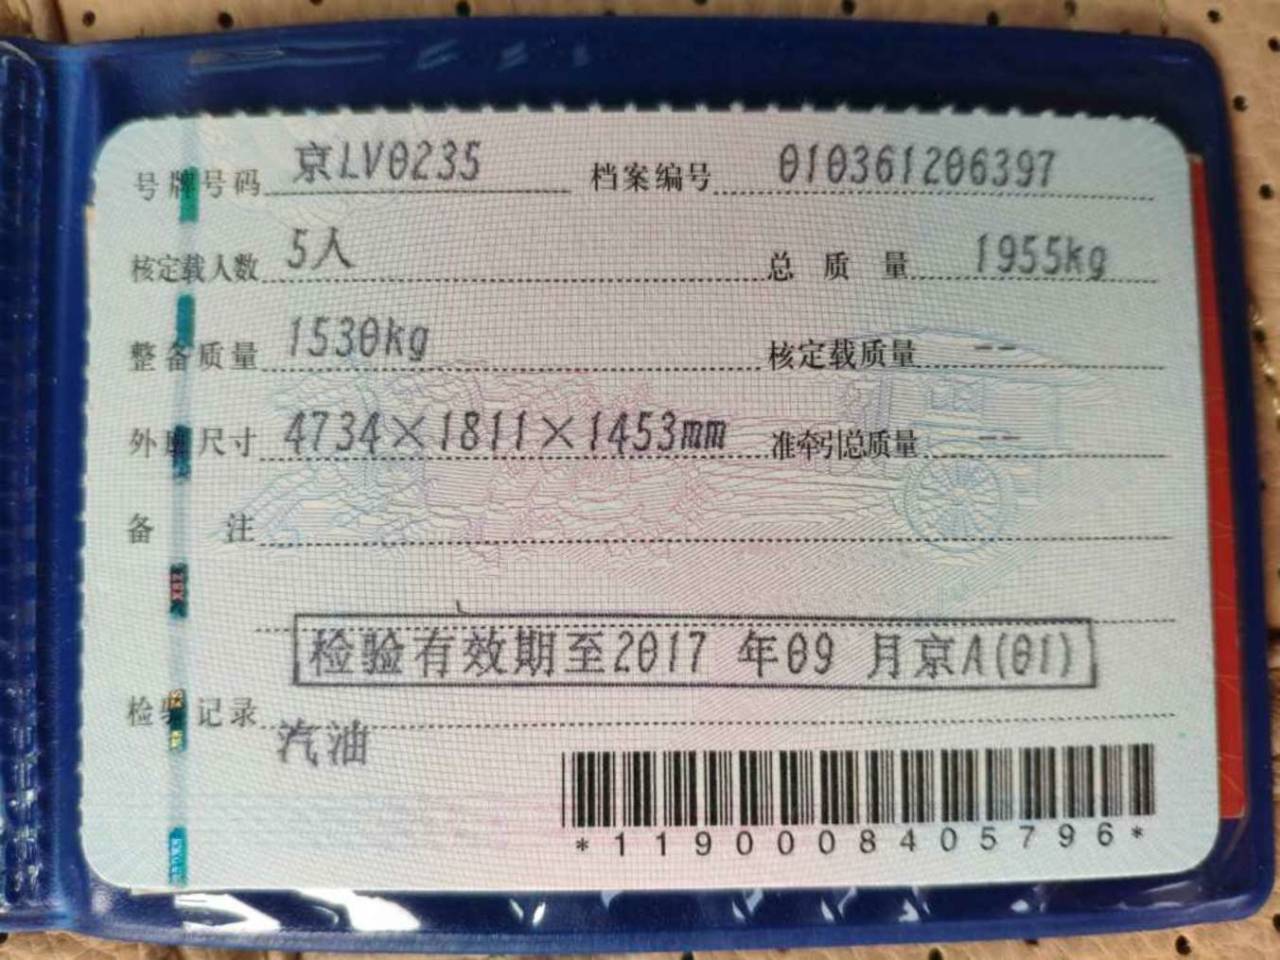 号牌号码 京LV0235 档案编号 010361206397
核定载人数 5人 总质量 1955kg
整备质量 1530kg 核定载质量 --
外廓尺寸 4734×1811×1453mm 准牵引总质量 --
备注
检验有效期至2017 年09 月京A(01)
检验记录
汽油
*1190008405796*